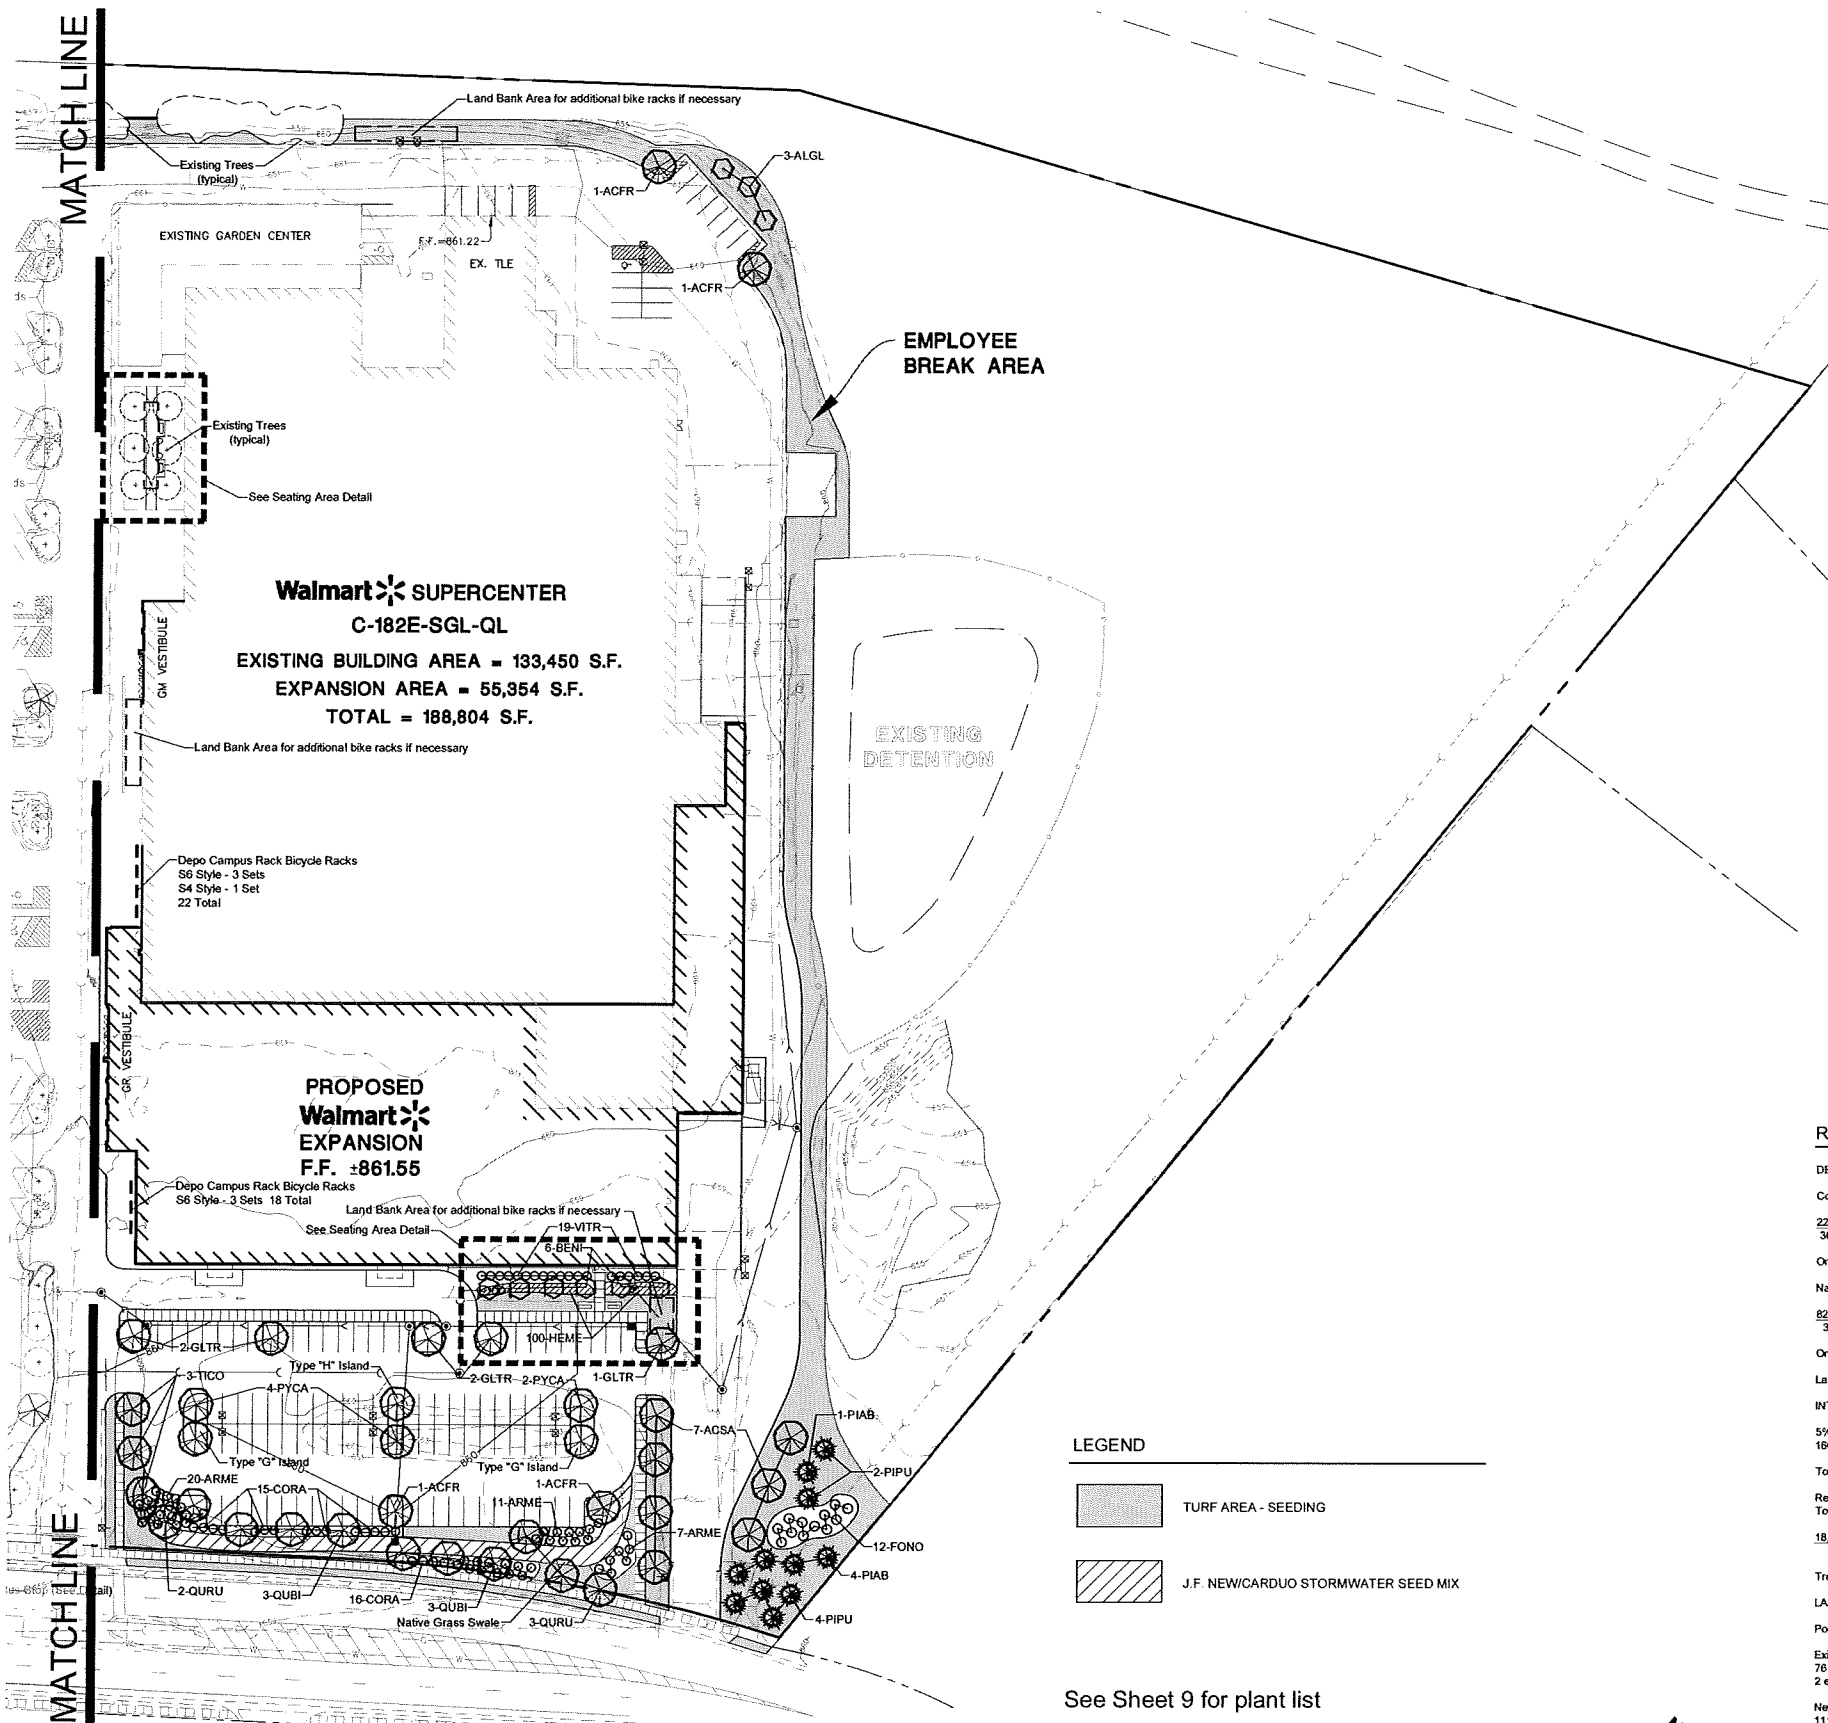 MATCH LINE
Land Bank Area for additional bike racks if necessary
Existing Trees
(typical)
3-ALGL
1-ACFR
EXISTING GARDEN CENTER
F.F.=861.22
EX. TLE
1-ACFR
EMPLOYEE
BREAK AREA
Existing Trees
(typical)
See Seating Area Detail
Walmart SUPERCENTER
C-182E-SGL-QL
EXISTING BUILDING AREA = 133,450 S.F.
EXPANSION AREA = 55,354 S.F.
TOTAL = 188,804 S.F.
GM VESTIBULE
Land Bank Area for additional bike racks if necessary
EXISTING
DETENTION
Depo Campus Rack Bicycle Racks
S6 Style - 3 Sets
S4 Style - 1 Set
22 Total
GR VESTIBULE
PROPOSED
Walmart
EXPANSION
F.F. ±861.55
Depo Campus Rack Bicycle Racks
S6 Style - 3 Sets 18 Total
Land Bank Area for additional bike racks if necessary
See Seating Area Detail
19-VITR
6-BENI
100-HEME
2-GLTR
Type "H" Island
3-TICO
4-PYCA
2-GLTR
2-PYCA
1-GLTR
7-ACSA
1-PIAB
Type "G" Island
Type "G" Island
2-PIPU
20-ARME
15-CORA
1-ACFR
1-ACFR
11-ARME
7-ARME
12-FONO
4-PIAB
2-QURU
3-QUBI
16-CORA
3-QUBI
Native Grass Swale
3-QURU
4-PIPU
MATCH LINE
LEGEND
TURF AREA - SEEDING
J.F. NEW/CARDUO STORMWATER SEED MIX
See Sheet 9 for plant list